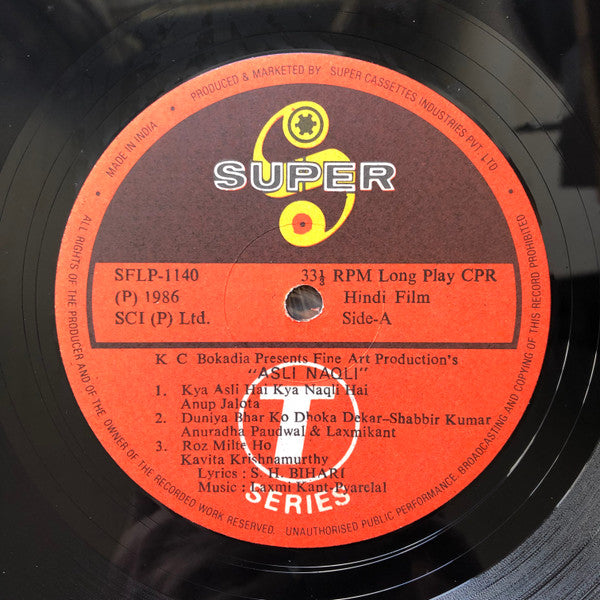 PRODUCED & MARKETED BY SUPER CASSETTES INDUSTRIES PVT. LTD
MADE IN INDIA
SUPER
SFLP-1140 33⅓ RPM Long Play CPR
(P) 1986 Hindi Film
SCI (P) Ltd. Side-A
K C Bokadia Presents Fine Art Production's
"ASLI NAQLI"
1. Kya Asli Hai Kya Naqli Hai
Anup Jalota
2. Duniya Bhar Ko Dhoka Dekar-Shabbir Kumar
Anuradha Paudwal & Laxmikant
3. Roz Milte Ho
Kavita Krishnamurthy
Lyrics : S. H. BIHARI
Music : Laxmi Kant-Pyarelal
T
SERIES
ALL RIGHTS OF THE PRODUCER AND OF THE OWNER OF THE RECORDED WORK RESERVED. UNAUTHORISED PUBLIC PERFORMANCE, BROADCASTING AND COPYING OF THIS RECORD PROHIBITED